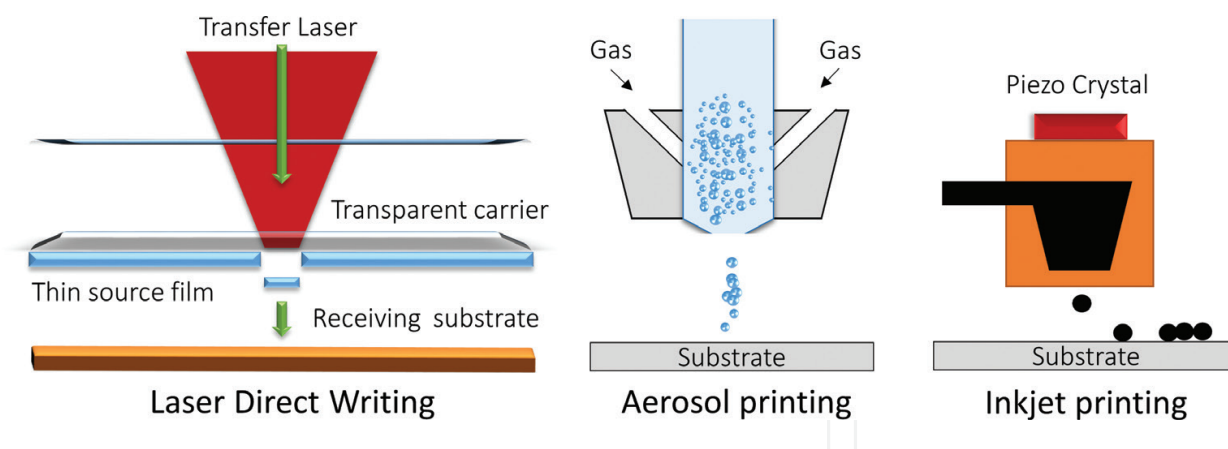 Transfer Laser
Transparent carrier
Thin source film
Receiving substrate
Laser Direct Writing
Gas
Gas
Substrate
Aerosol printing
Piezo Crystal
Substrate
Inkjet printing